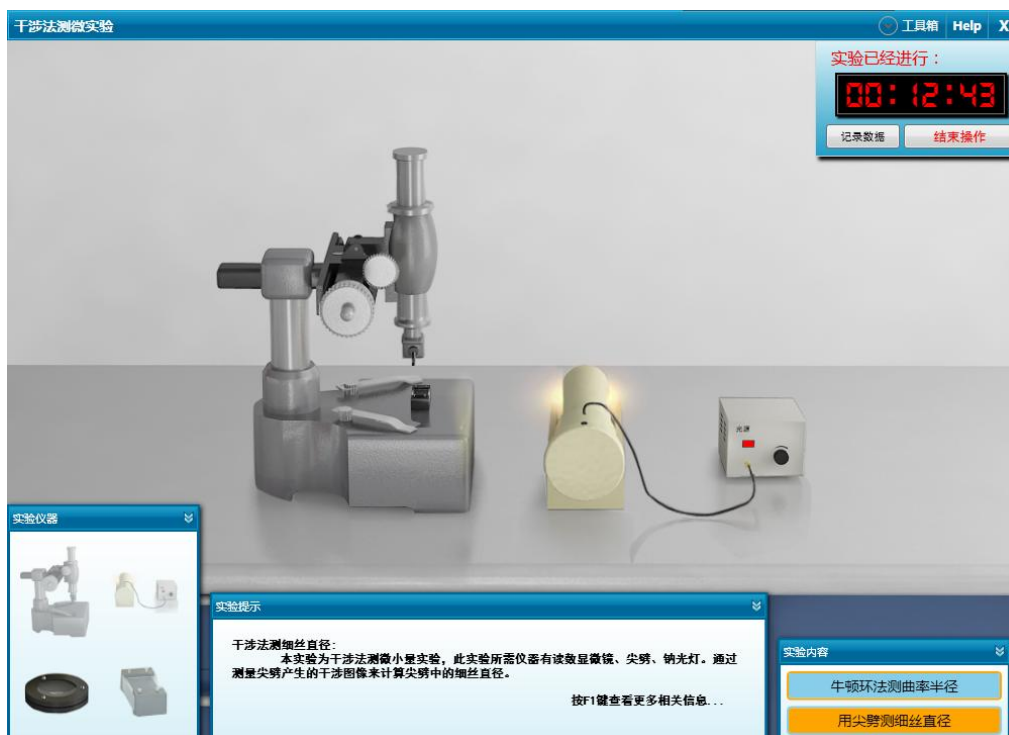 干涉法测微实验
工具箱 Help X
实验已经进行：
00:12:43
记录数据 结束操作
光源
实验仪器
实验提示
干涉法测细丝直径：
本实验为干涉法测微小量实验，此实验所需仪器有读数显微镜、尖劈、钠光灯。通过
测量尖劈产生的干涉图像来计算尖劈中的细丝直径。
按F1键查看更多相关信息...
实验内容
牛顿环法测曲率半径
用尖劈测细丝直径